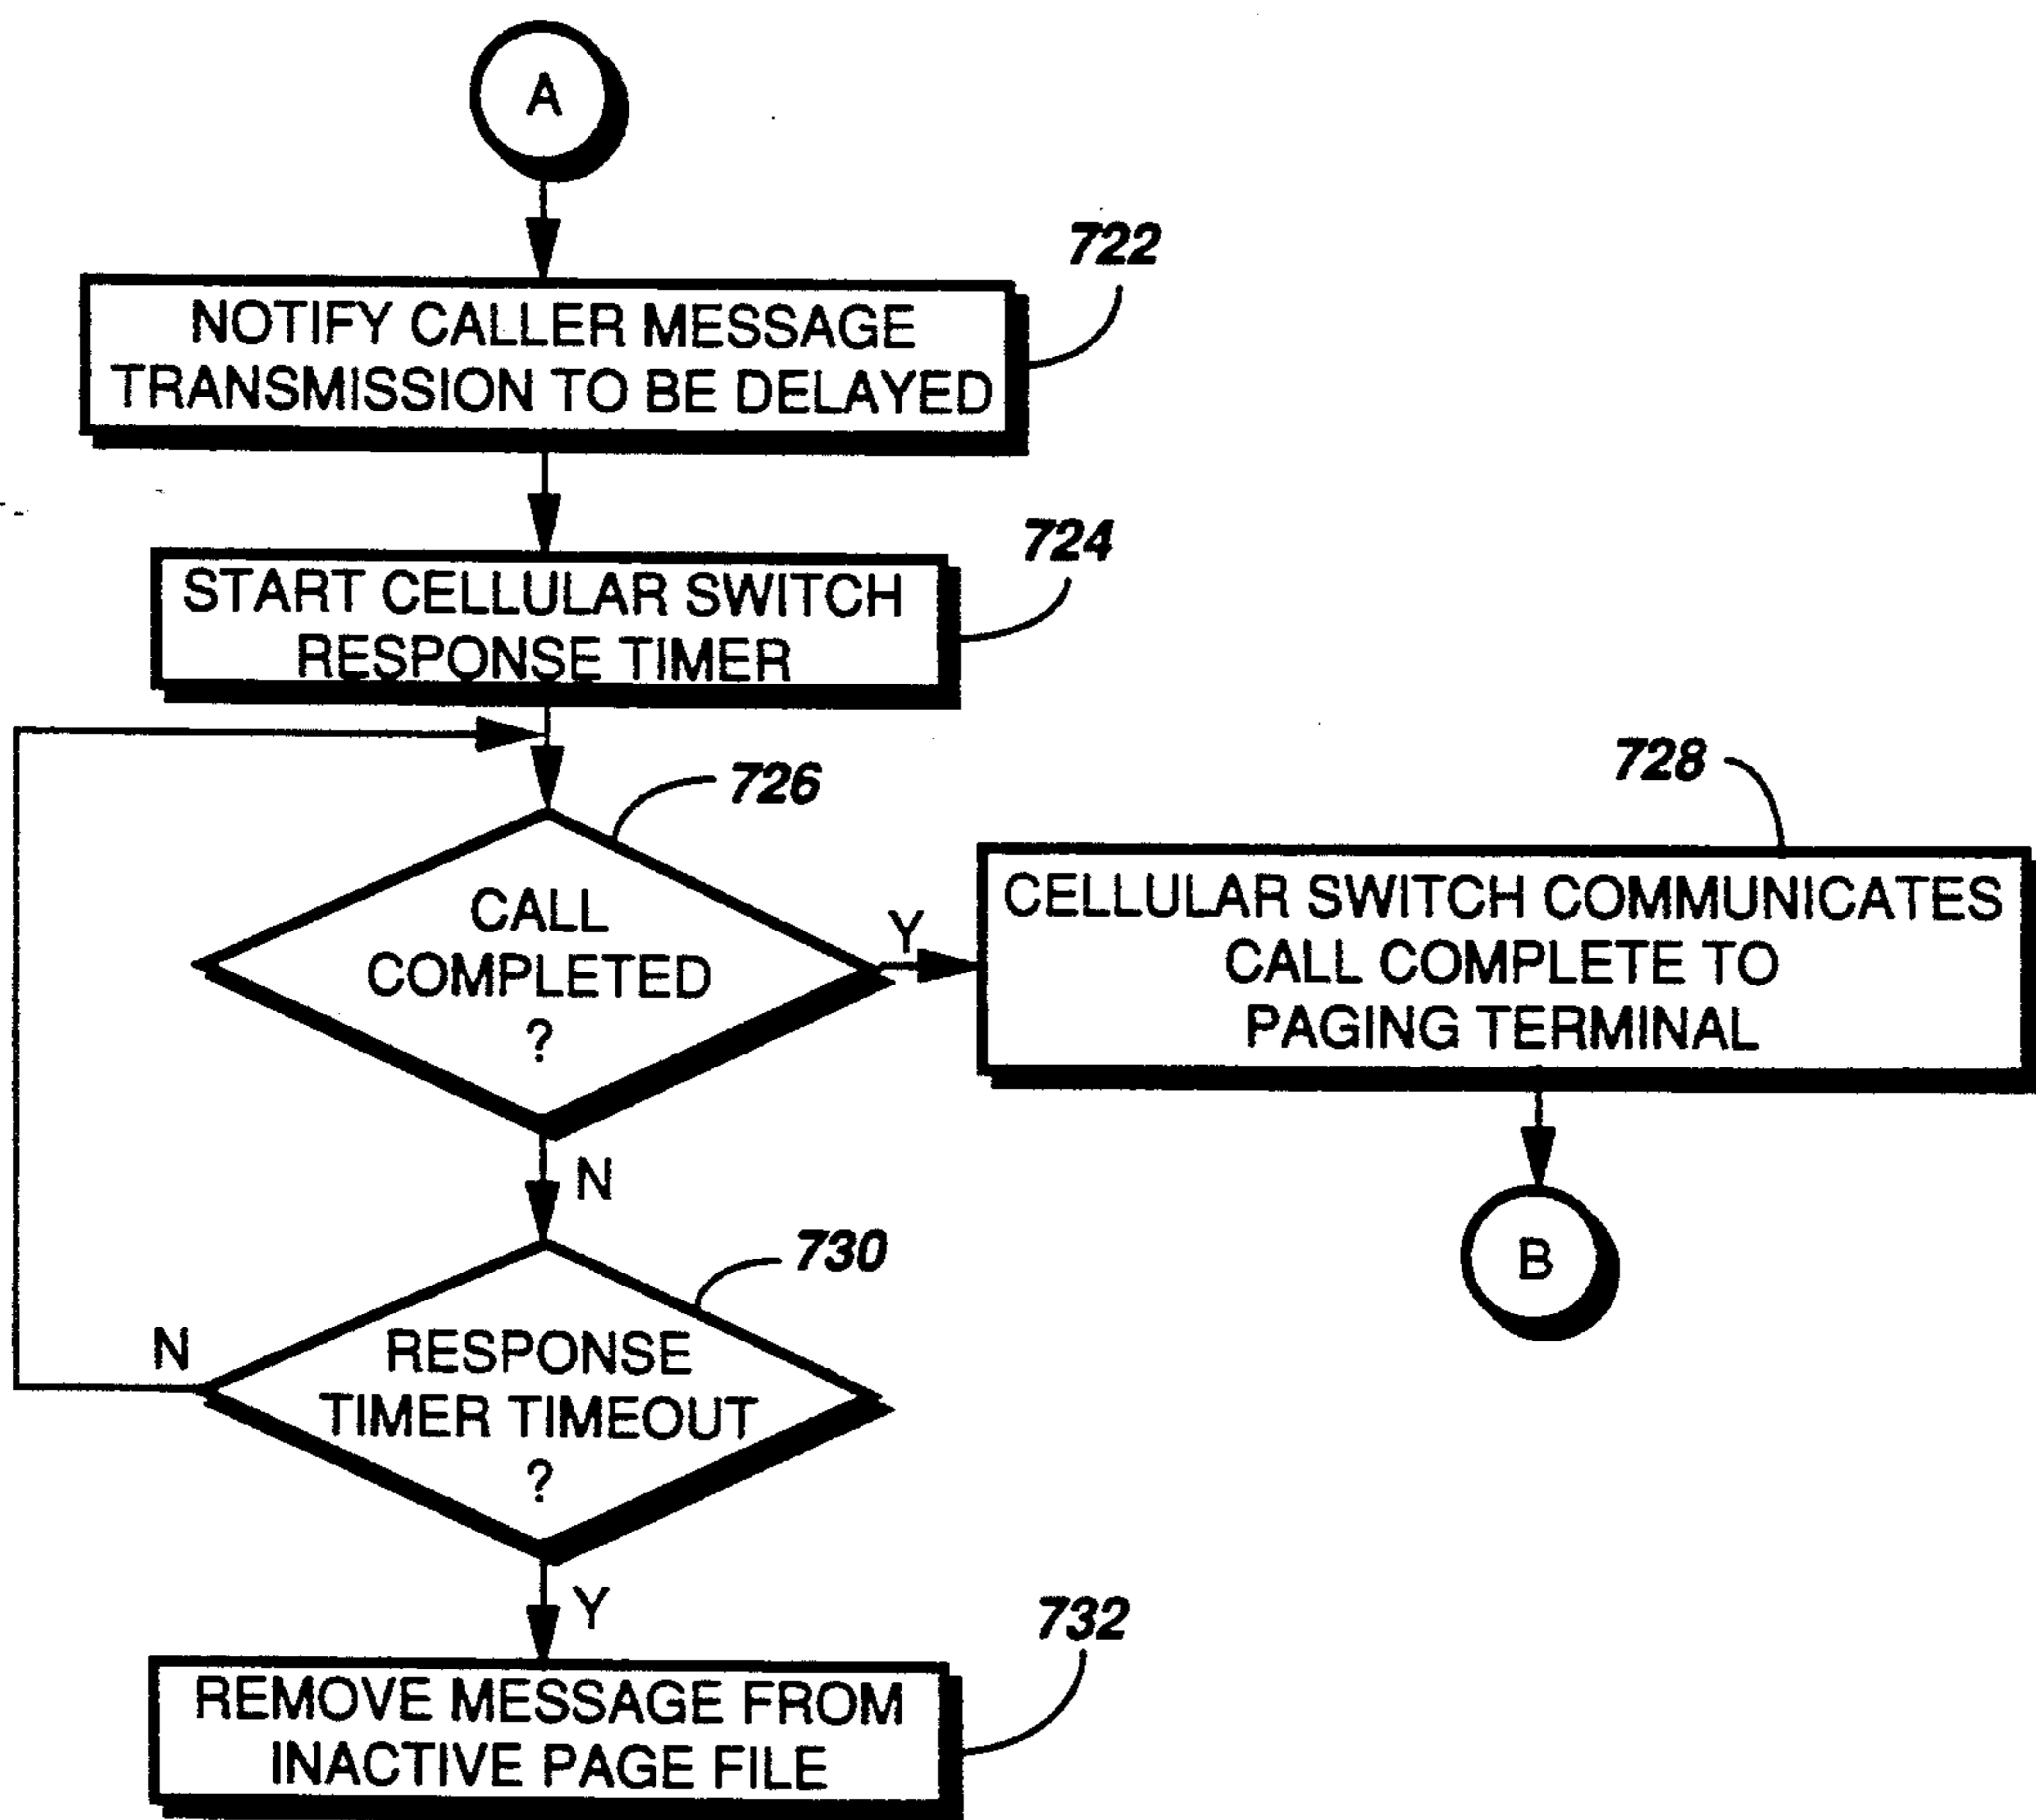 A
722
NOTIFY CALLER MESSAGE
TRANSMISSION TO BE DELAYED
724
START CELLULAR SWITCH
RESPONSE TIMER
726
CALL
COMPLETED
?
Y
728
CELLULAR SWITCH COMMUNICATES
CALL COMPLETE TO
PAGING TERMINAL
N
B
730
N
RESPONSE
TIMER TIMEOUT
?
Y
732
REMOVE MESSAGE FROM
INACTIVE PAGE FILE